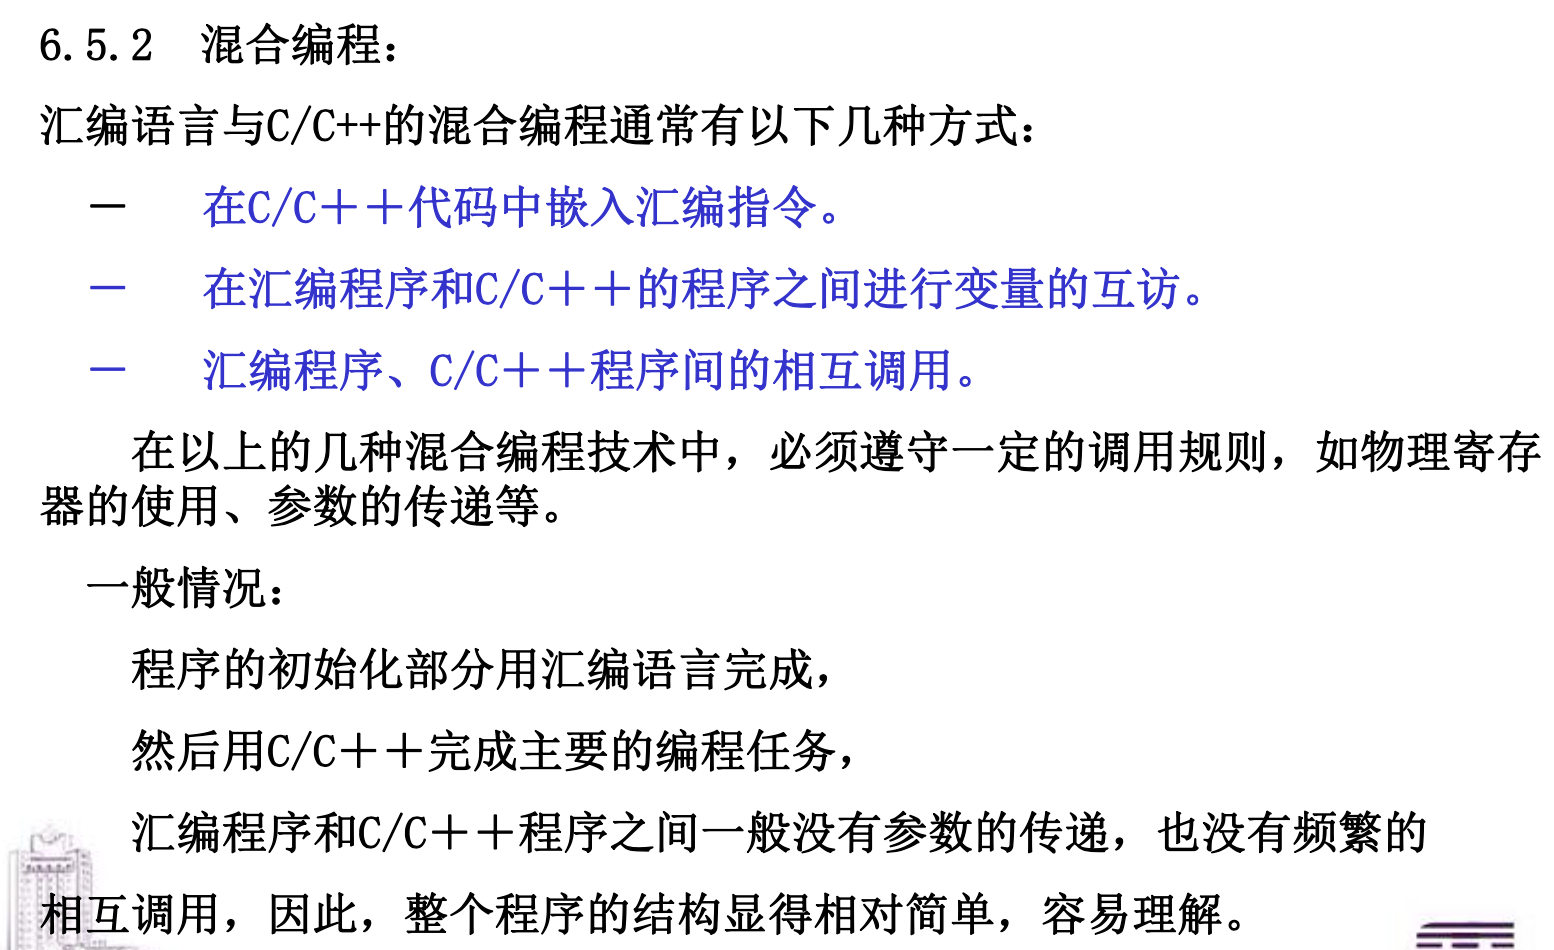 6.5.2 混合编程:
汇编语言与C/C++的混合编程通常有以下几种方式:
－ 在C/C＋＋代码中嵌入汇编指令。
－ 在汇编程序和C/C＋＋的程序之间进行变量的互访。
－ 汇编程序、C/C＋＋程序间的相互调用。
在以上的几种混合编程技术中，必须遵守一定的调用规则，如物理寄存
器的使用、参数的传递等。
一般情况:
程序的初始化部分用汇编语言完成，
然后用C/C＋＋完成主要的编程任务，
汇编程序和C/C＋＋程序之间一般没有参数的传递，也没有频繁的
相互调用，因此，整个程序的结构显得相对简单，容易理解。